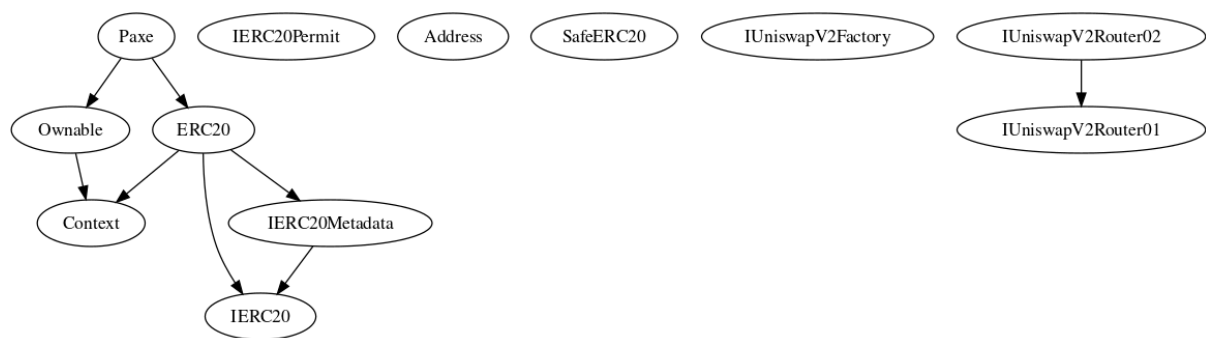 Paxe
IERC20Permit
Address
SafeERC20
IUniswapV2Factory
IUniswapV2Router02
Ownable
ERC20
IUniswapV2Router01
Context
IERC20Metadata
IERC20